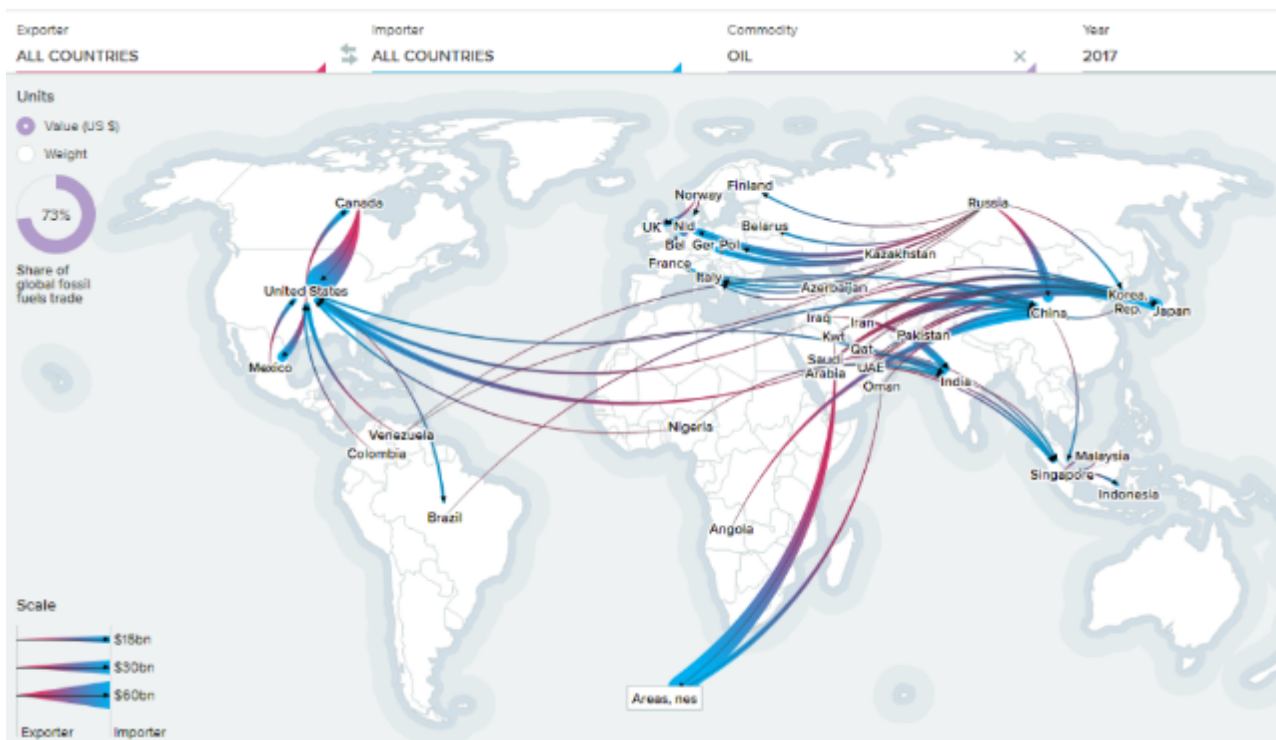 Exporter
ALL COUNTRIES
Importer
ALL COUNTRIES
Commodity
OIL
Year
2017
Units
Value (US $)
Weight
73%
Share of
global fossil
fuels trade
Canada
United States
Mexico
Venezuela
Colombia
Brazil
Norway
Finland
UK
Nld
Belarus
Bel
Ger
Pol
France
Italy
Russia
Kazakhstan
Azerbaijan
Iraq
Iran
Kwt
Pakistan
Qat
Saudi
Arabia
UAE
Oman
India
China
Korea,
Rep.
Japan
Nigeria
Angola
Malaysia
Singapore
Indonesia
Areas, nes
Scale
$15bn
$30bn
$60bn
Exporter
Importer